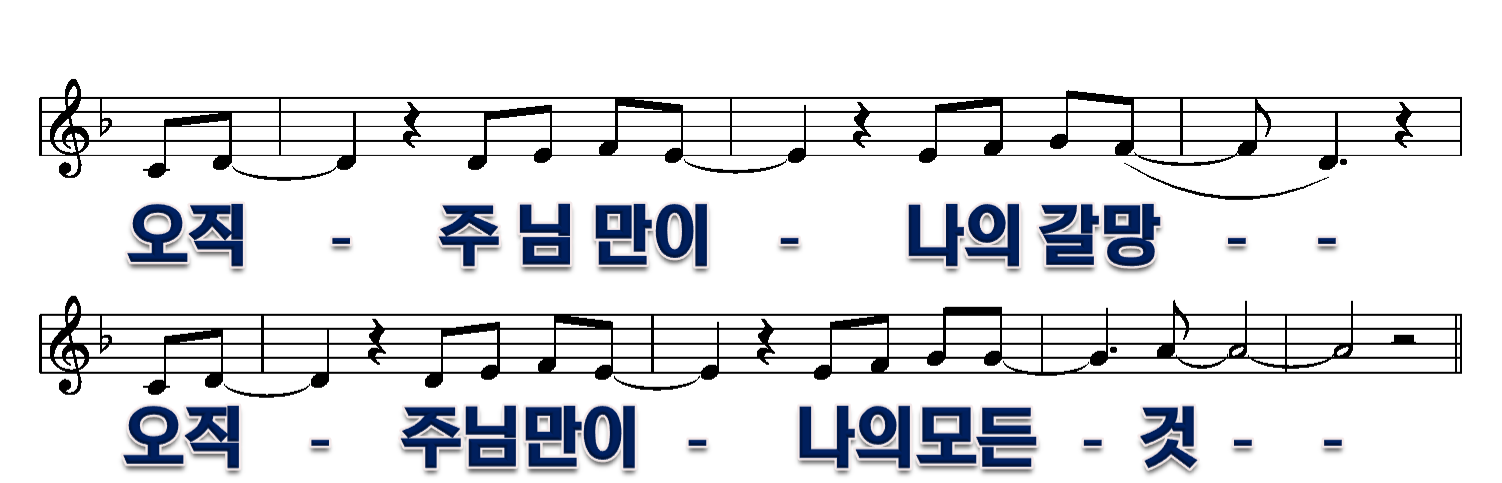 오직 - 주 님 만이 - 나의 갈망 - -
오직 - 주님만이 - 나의모든 - 것 - -